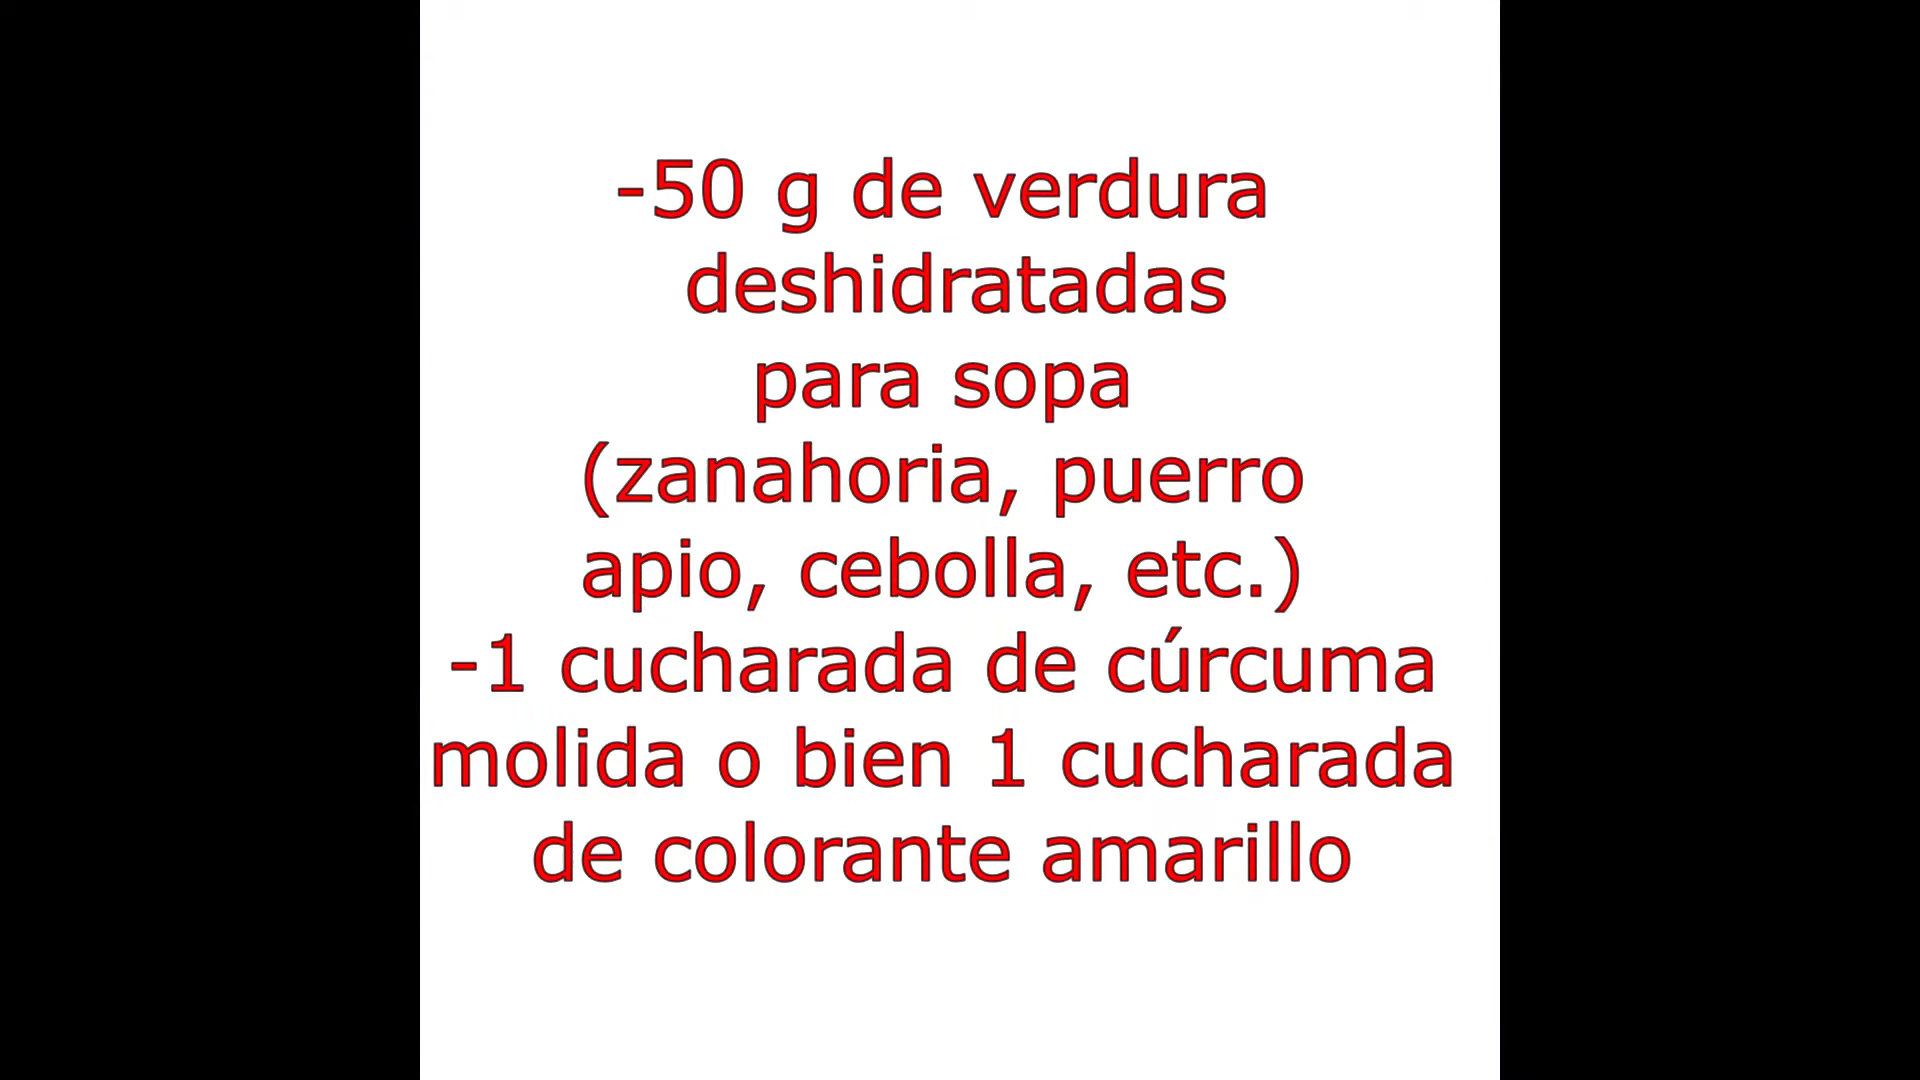 -50 g de verdura
deshidratadas
para sopa
(zanahoria, puerro
apio, cebolla, etc.)
-1 cucharada de cúrcuma
molida o bien 1 cucharada
de colorante amarillo